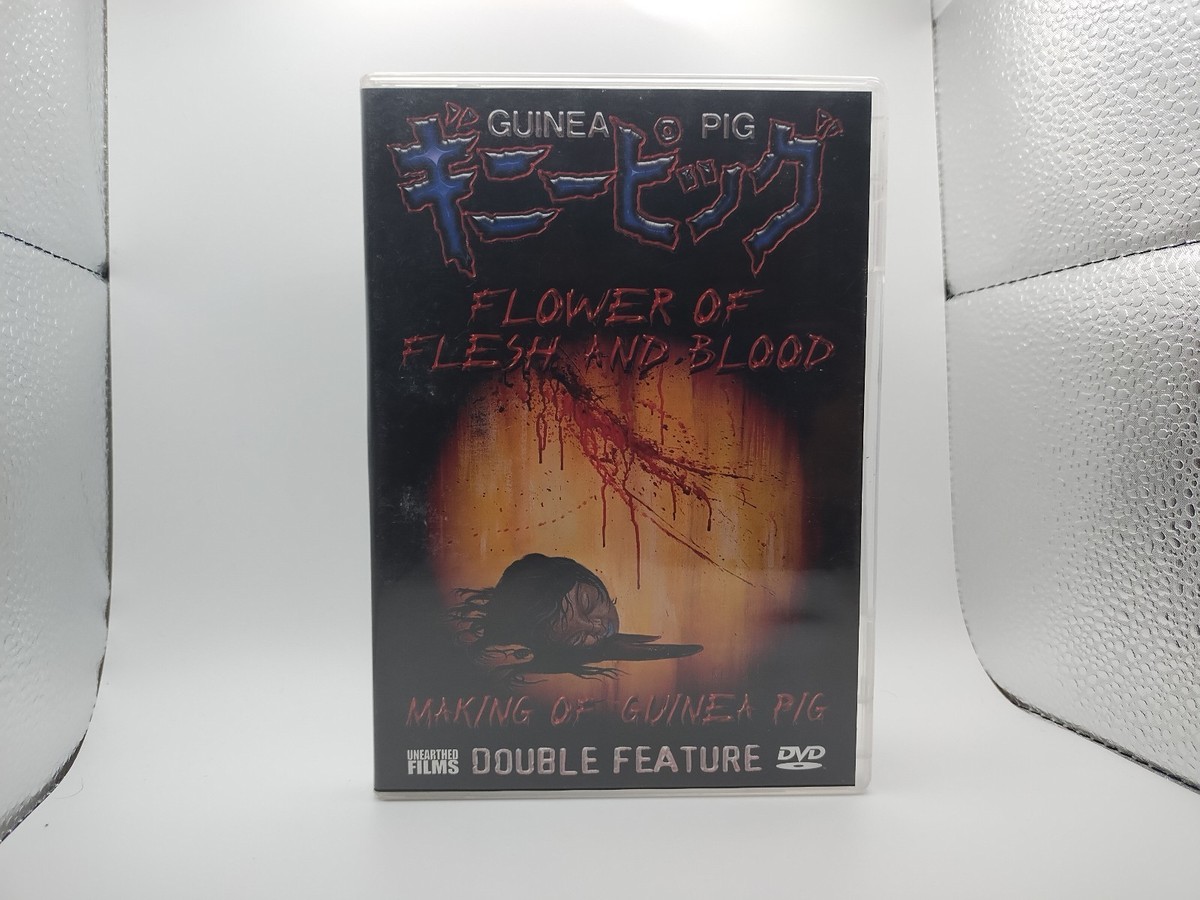 GUINEA PIG
ギニーピッグ
FLOWER OF
FLESH AND BLOOD
MAKING OF GUINEA PIG
UNEARTHED
FILMS
DOUBLE FEATURE
DVD